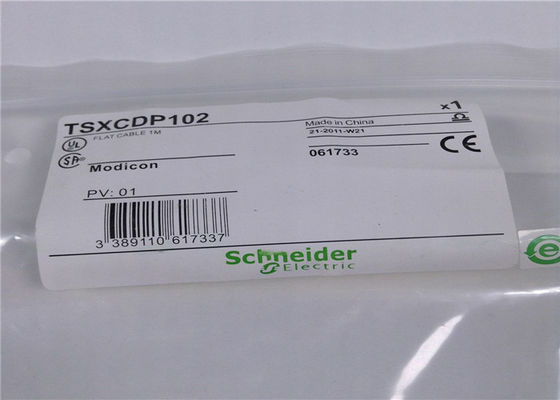 TSXCDP102
FLAT CABLE 1M
UL
Modicon
PV: 01
3 389110 617337
x1
Made in China
21-2011-W21
061733
CE
Schneider
Electric
e